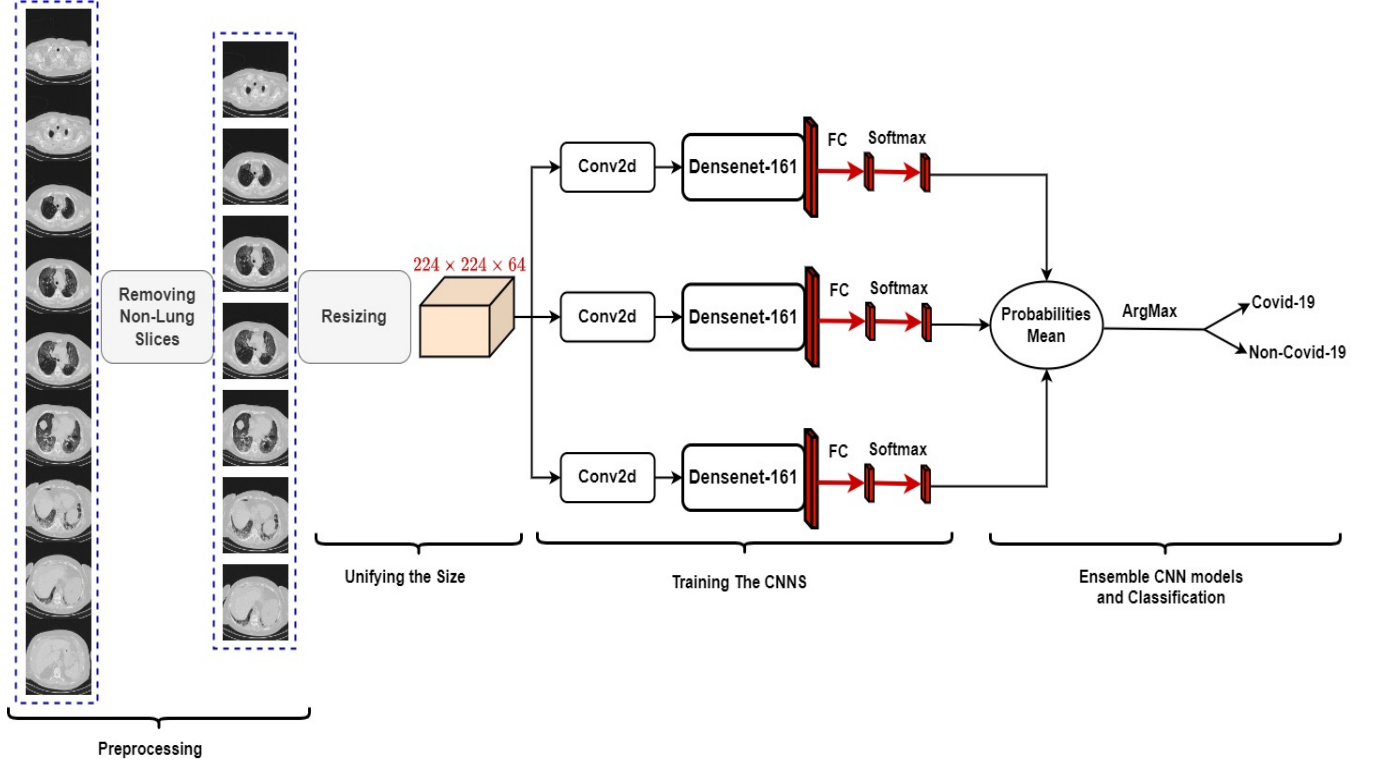 Removing
Non-Lung
Slices
Resizing
224 × 224 × 64
Conv2d
Densenet-161
FC
Softmax
Conv2d
Densenet-161
FC
Softmax
Conv2d
Densenet-161
FC
Softmax
Probabilities
Mean
ArgMax
Covid-19
Non-Covid-19
Preprocessing
Unifying the Size
Training The CNNS
Ensemble CNN models
and Classification